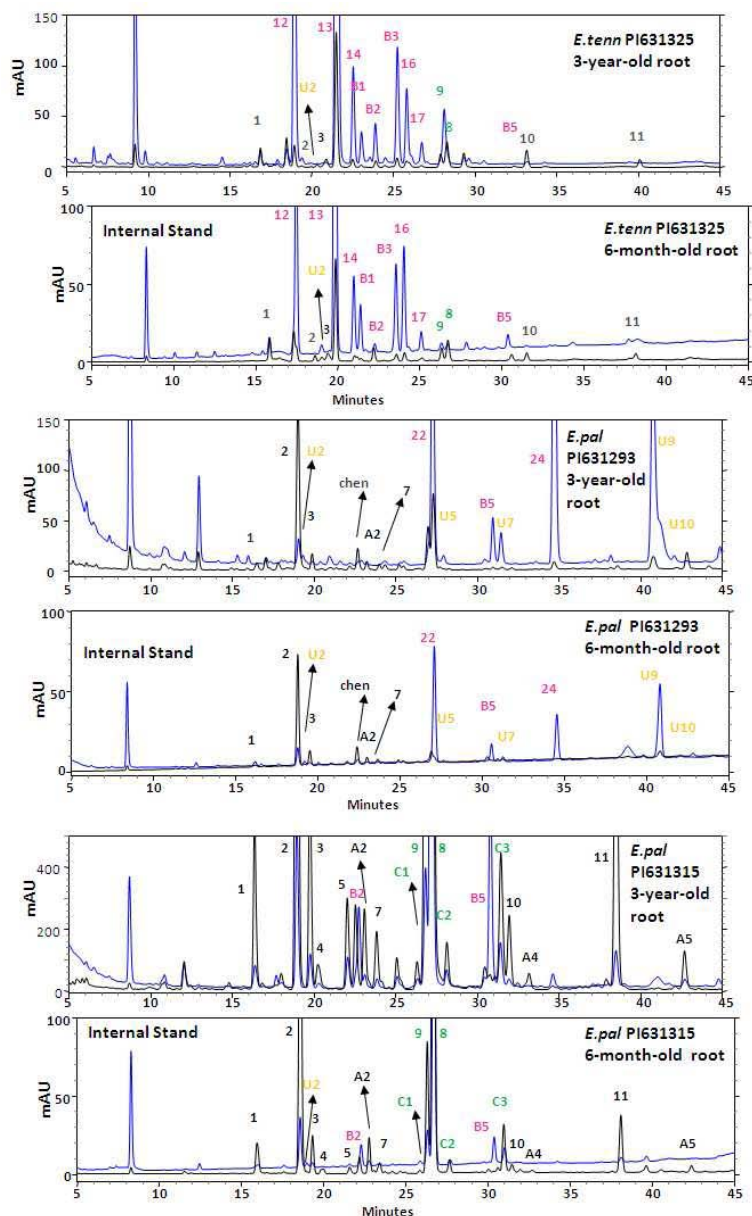 150
100
50
0
mAU
12
13
14
B1
B2
B3
16
17
9
8
B5
10
11
1
U2
2
3
E.tenn PI631325
3-year-old root
5 10 15 20 25 30 35 40 45
100
50
0
mAU
Internal Stand
12
13
14
B1
B2
B3
16
17
9
8
B5
10
11
1
U2
2
3
E.tenn PI631325
6-month-old root
5 10 15 20 25 30 35 40 45
Minutes
150
100
50
0
mAU
1
2
U2
3
chen
A2
7
22
U5
B5
U7
24
U9
U10
E.pal
PI631293
3-year-old
root
5 10 15 20 25 30 35 40 45
100
50
0
mAU
Internal Stand
1
2
U2
3
chen
A2
7
22
U5
B5
U7
24
U9
U10
E.pal PI631293
6-month-old root
5 10 15 20 25 30 35 40 45
Minutes
400
200
0
mAU
1
2
3
4
5
A2
B2
7
C1
9
8
C2
B5
C3
10
A4
11
A5
E.pal
PI631315
3-year-old
root
5 10 15 20 25 30 35 40 45
100
50
0
mAU
Internal Stand
1
2
U2
3
4
5
A2
B2
7
C1
9
8
C2
B5
C3
10
A4
11
A5
E.pal PI631315
6-month-old root
5 10 15 20 25 30 35 40 45
Minutes